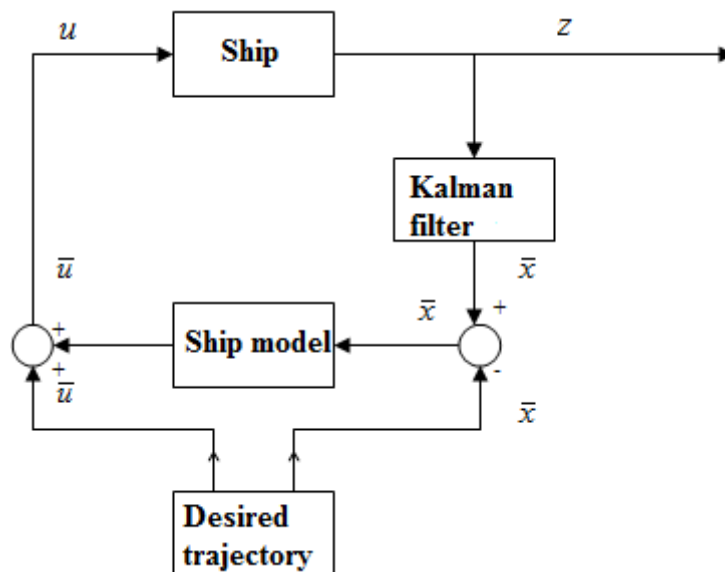 u
Ship
z
Kalman
filter
u̅
x̅
x̅
+
+
Ship model
+
-
u̅
x̅
Desired
trajectory